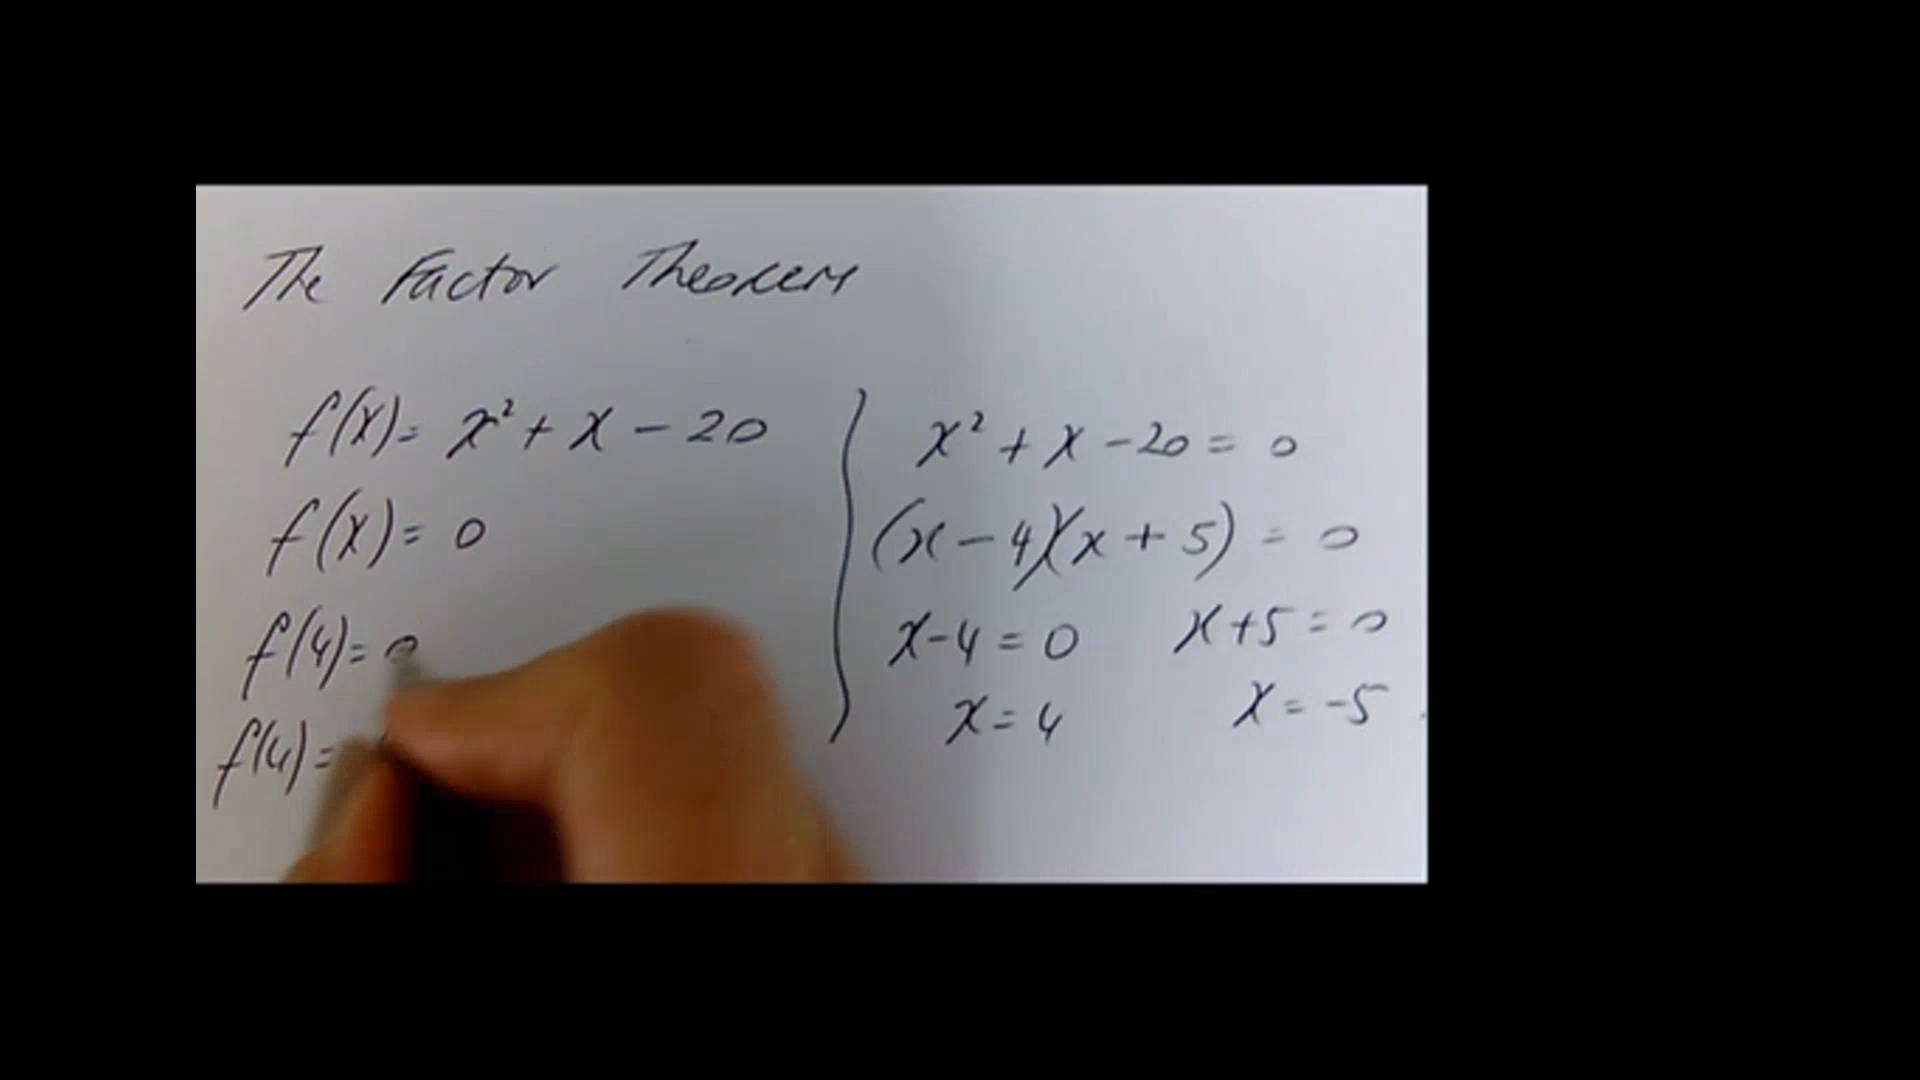 The Factor Theorem
f(x) = x² + x - 20
f(x) = 0
f(4) = 0
f(4) =
x² + x - 20 = 0
(x - 4)(x + 5) = 0
x - 4 = 0 x + 5 = 0
x = 4 x = -5